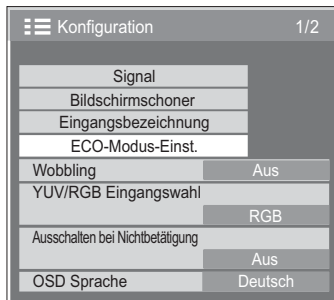 Konfiguration 1/2
Signal
Bildschirmschoner
Eingangsbezeichnung
ECO-Modus-Einst.
Wobbling Aus
YUV/RGB Eingangswahl
RGB
Ausschalten bei Nichtbetätigung
Aus
OSD Sprache Deutsch